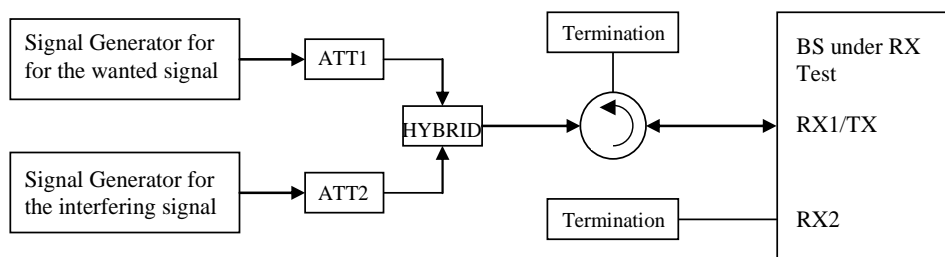 Signal Generator for
for the wanted signal
ATT1
Termination
BS under RX
Test
HYBRID
RX1/TX
Signal Generator for
the interfering signal
ATT2
Termination
RX2